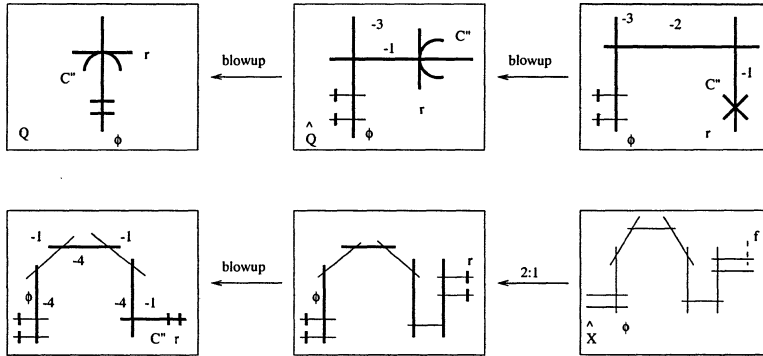 r
C"
Q
ϕ
blowup
-3
-1
C"
r
^
Q
ϕ
blowup
-3
-2
-1
C"
r
ϕ
-1
-1
-4
ϕ
-4
-4
-1
C" r
blowup
r
ϕ
2:1
f
^
X
ϕ